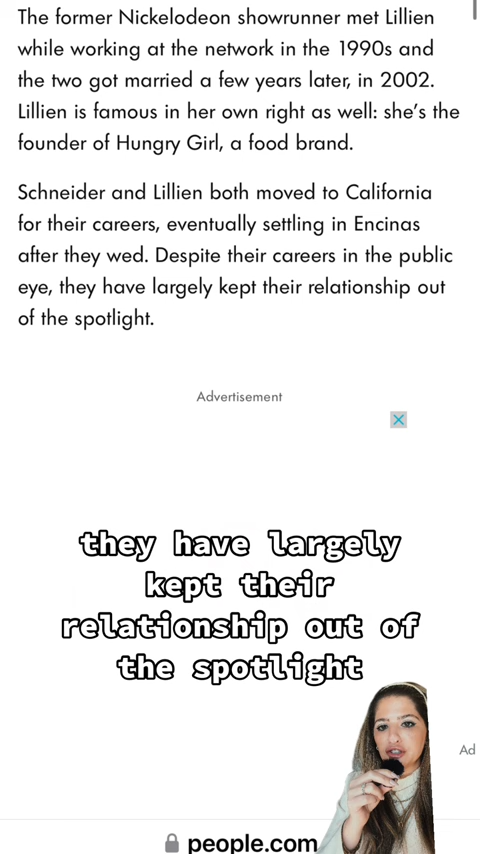 The former Nickelodeon showrunner met Lillien
while working at the network in the 1990s and
the two got married a few years later, in 2002.
Lillien is famous in her own right as well: she’s the
founder of Hungry Girl, a food brand.
Schneider and Lillien both moved to California
for their careers, eventually settling in Encinas
after they wed. Despite their careers in the public
eye, they have largely kept their relationship out
of the spotlight.
Advertisement
they have largely
kept their
relationship out of
the spotlight
Ad
people.com